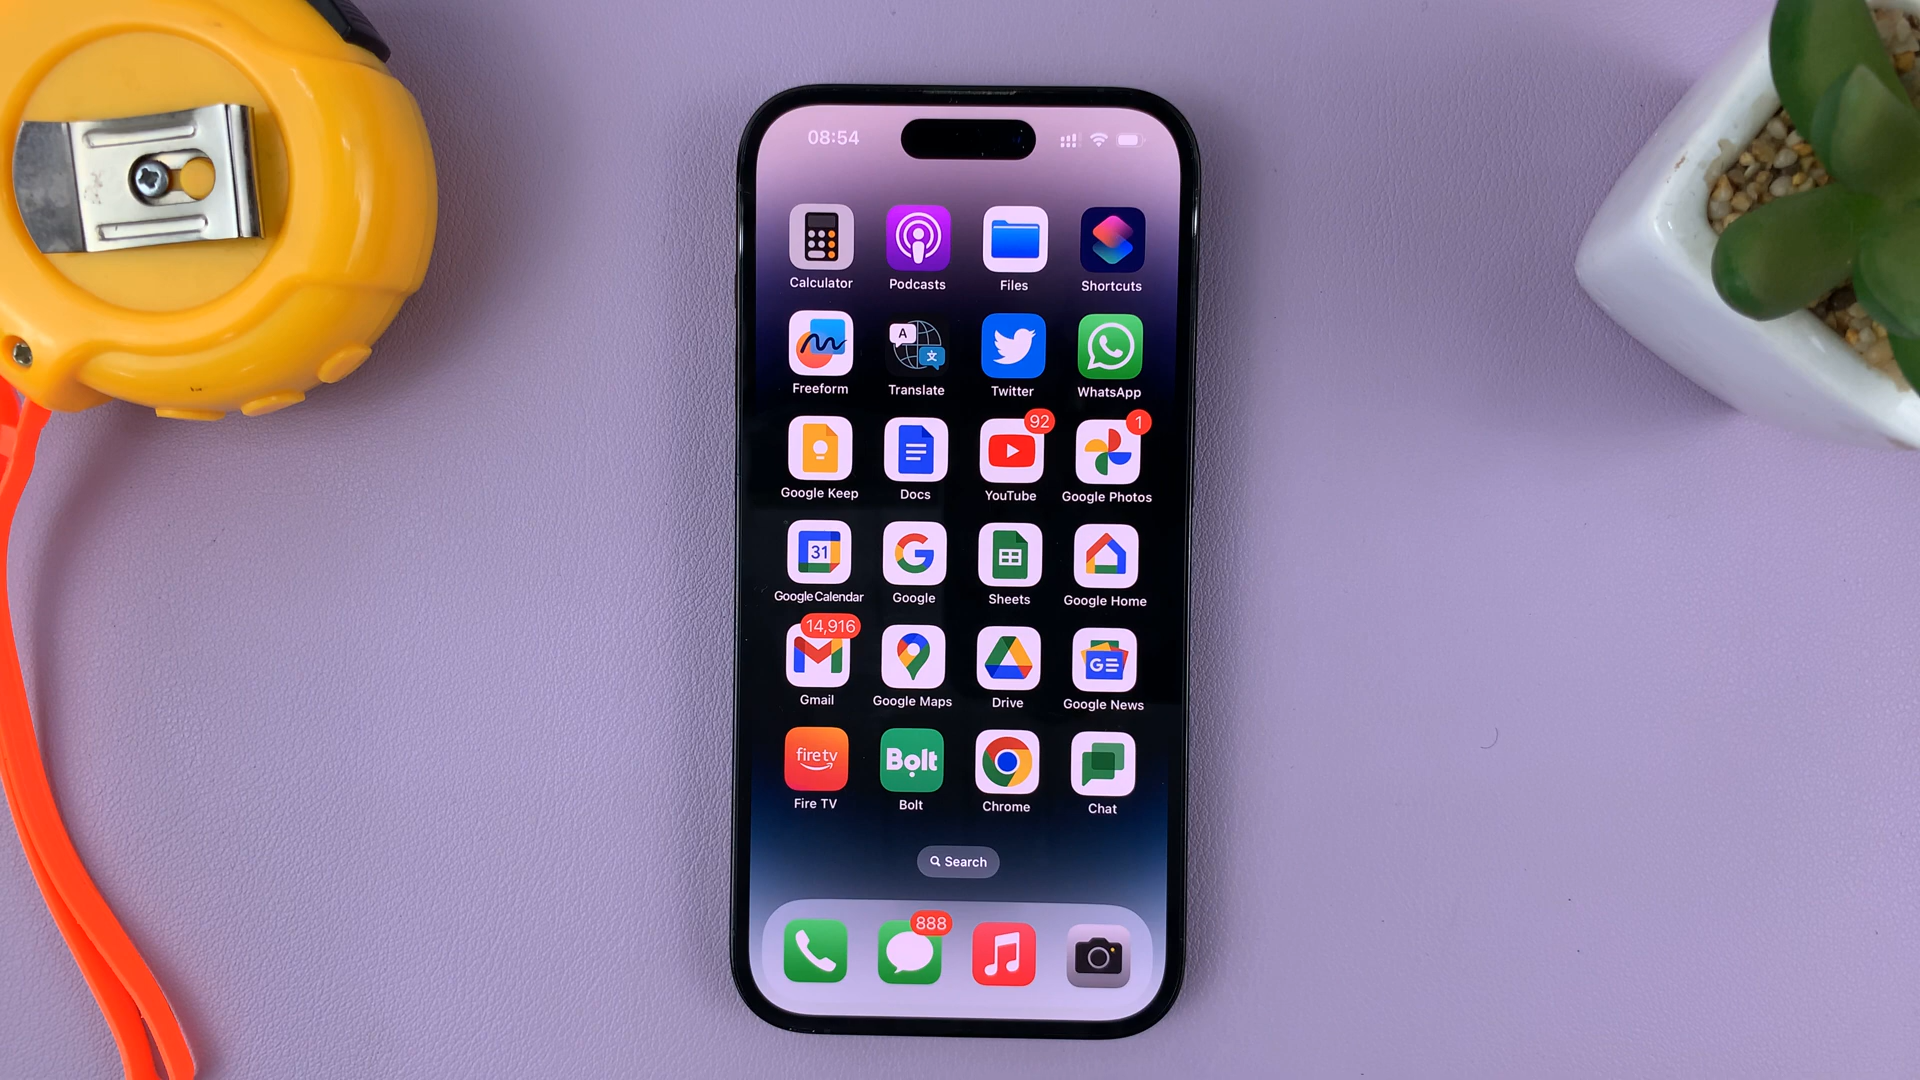 08:54
Calculator Podcasts Files Shortcuts
A 文
Freeform Translate Twitter WhatsApp
92 1
Google Keep Docs YouTube Google Photos
31 G
Google Calendar Google Sheets Google Home
14,916
M G
Gmail Google Maps Drive Google News
firetv Bolt
Fire TV Bolt Chrome Chat
Search
888